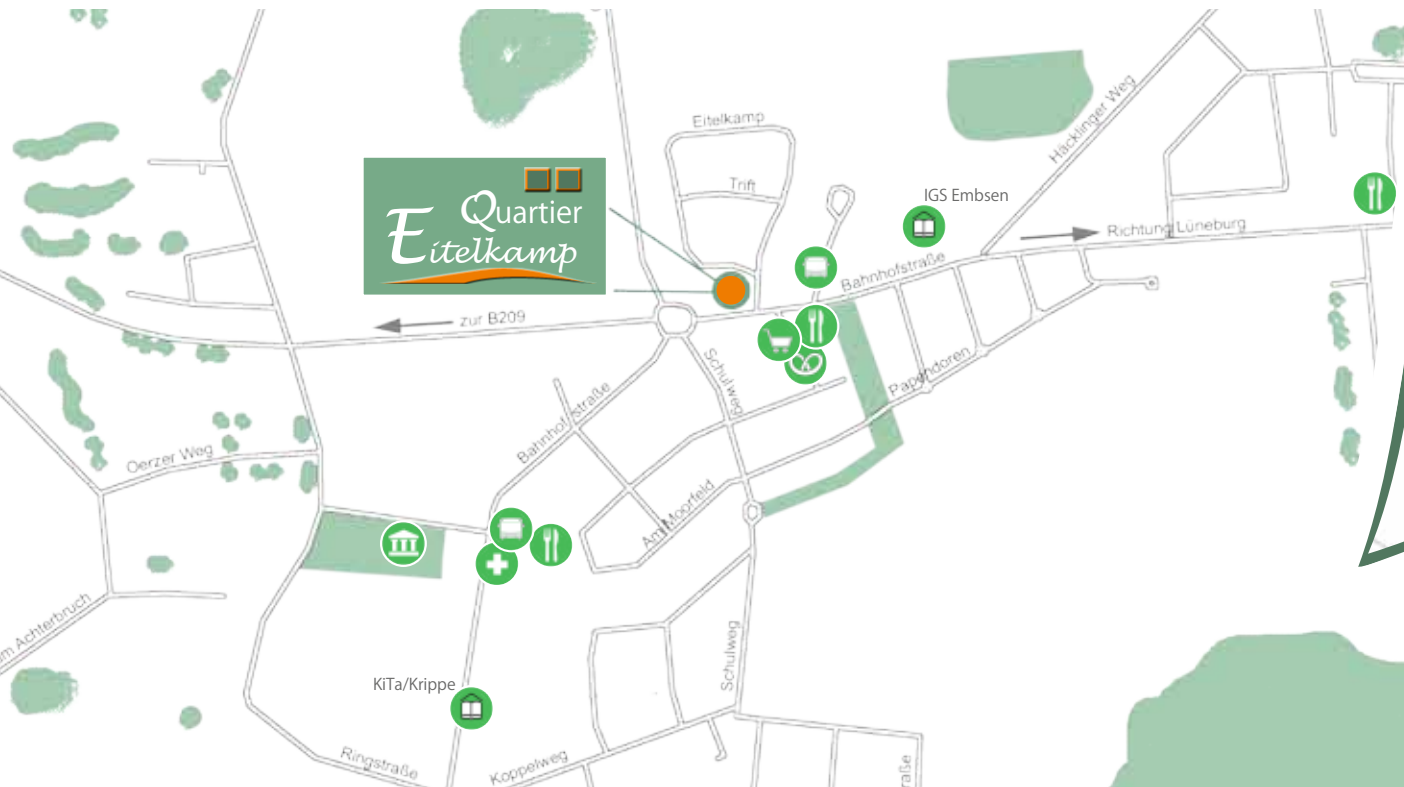 Eitelkamp
Trift
Häcklinger Weg
IGS Embsen
Quartier
Eitelkamp
Richtung Lüneburg
Bahnhofstraße
zur B209
Schulweg
Papendoren
Bahnhofstraße
Oerzer Weg
Am Moorfeld
m Achterbruch
Schulweg
KiTa/Krippe
Ringstraße
Koppelweg
raße